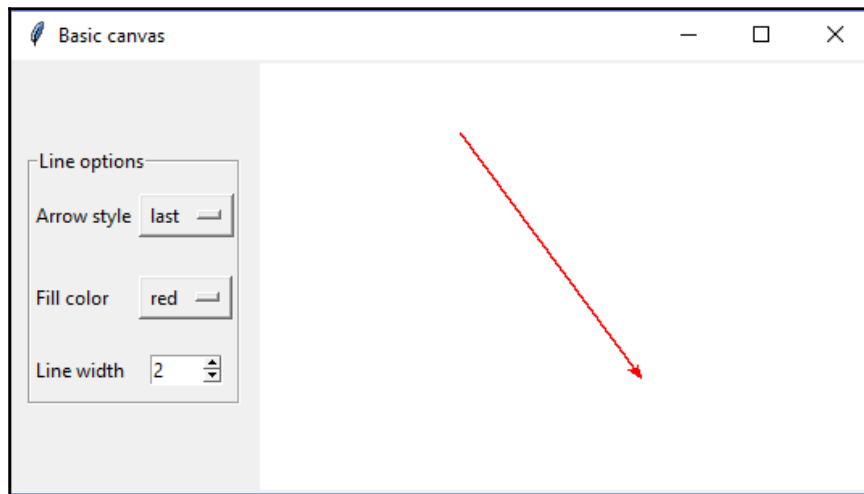 Basic canvas
Line options
Arrow style last
Fill color red
Line width 2